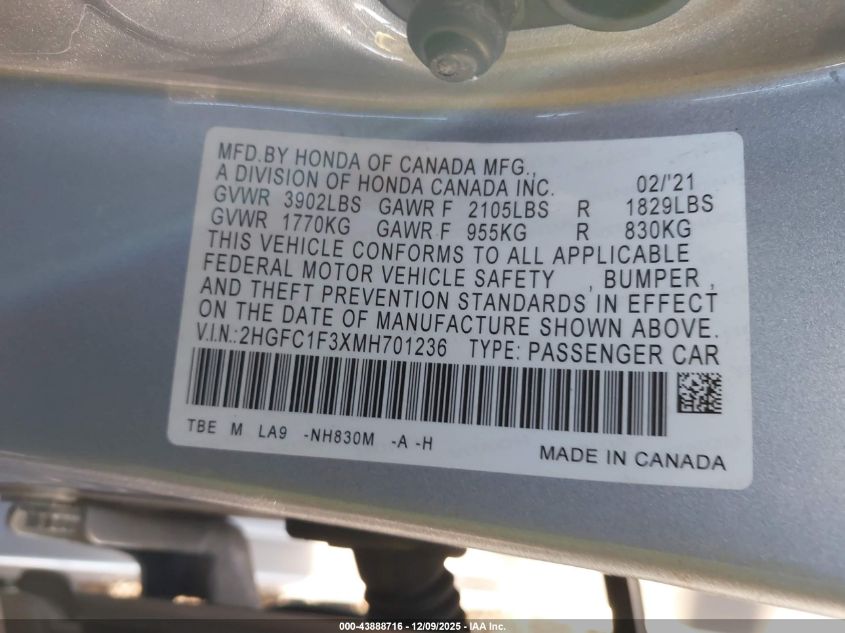 MFD.BY HONDA OF CANADA MFG.,
A DIVISION OF HONDA CANADA INC. 02/'21
GVWR 3902LBS GAWR F 2105LBS R 1829LBS
GVWR 1770KG GAWR F 955KG R 830KG
THIS VEHICLE CONFORMS TO ALL APPLICABLE
FEDERAL MOTOR VEHICLE SAFETY , BUMPER ,
AND THEFT PREVENTION STANDARDS IN EFFECT
ON THE DATE OF MANUFACTURE SHOWN ABOVE.
V.I.N.:2HGFC1F3XMH701236 TYPE: PASSENGER CAR
TBE M LA9 -NH830M -A -H
MADE IN CANADA
000-43888716 - 12/09/2025 - IAA Inc.